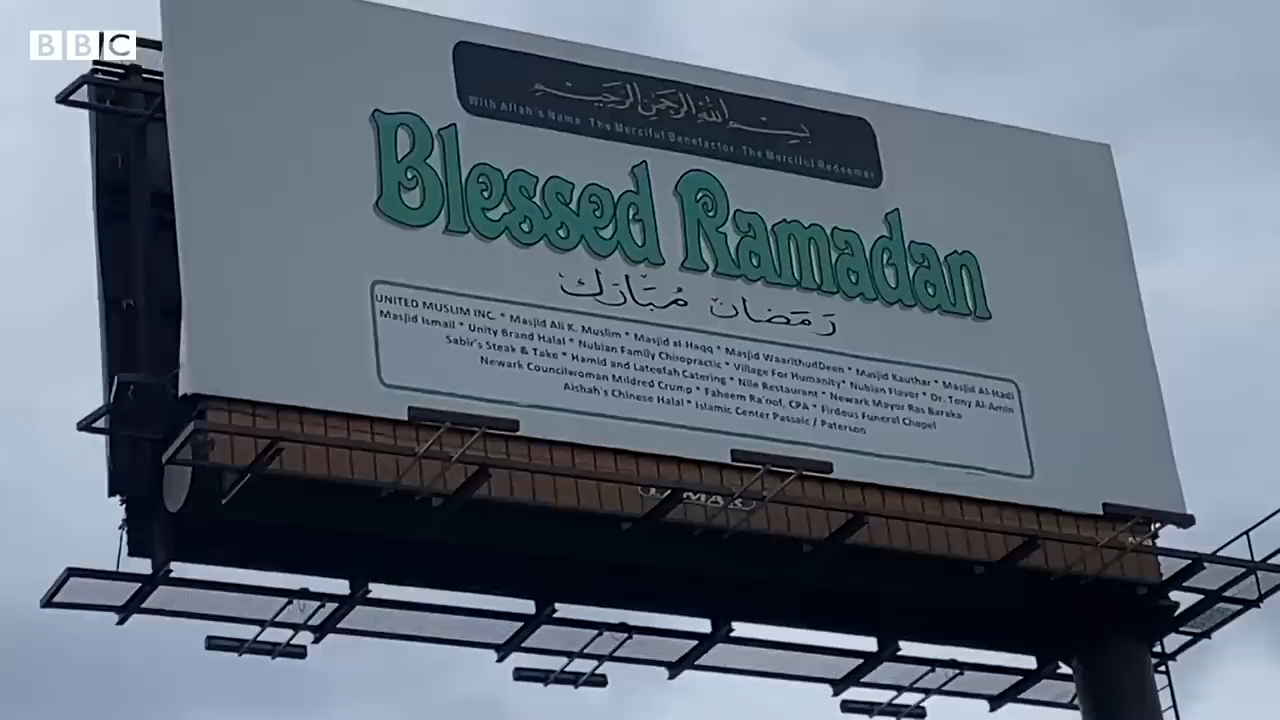 BBC
بِسْمِ اللهِ الرَّحْمٰنِ الرَّحِيْمِ
With Allah's Name, The Merciful Benefactor, The Merciful Redeemer
Blessed Ramadan
رَمَضَان مُبَارَك
UNITED MUSLIM INC. * Masjid Ali K. Muslim * Masjid al-Haqq * Masjid WaarithudDeen * Masjid Kauthar * Masjid Al-Hadi
Masjid Ismail * Unity Brand Halal * Nubian Family Chiropractic * Village For Humanity* Nubian Flavor * Dr. Tony Al-Amin
Sabir's Steak & Take * Hamid and Lateefah Catering * Nile Restaurant * Newark Mayor Ras Baraka
Newark Councilwoman Mildred Crump * Faheem Ra'oof, CPA * Firdous Funeral Chapel
Aishah's Chinese Halal * Islamic Center Passaic / Paterson
LAMAR